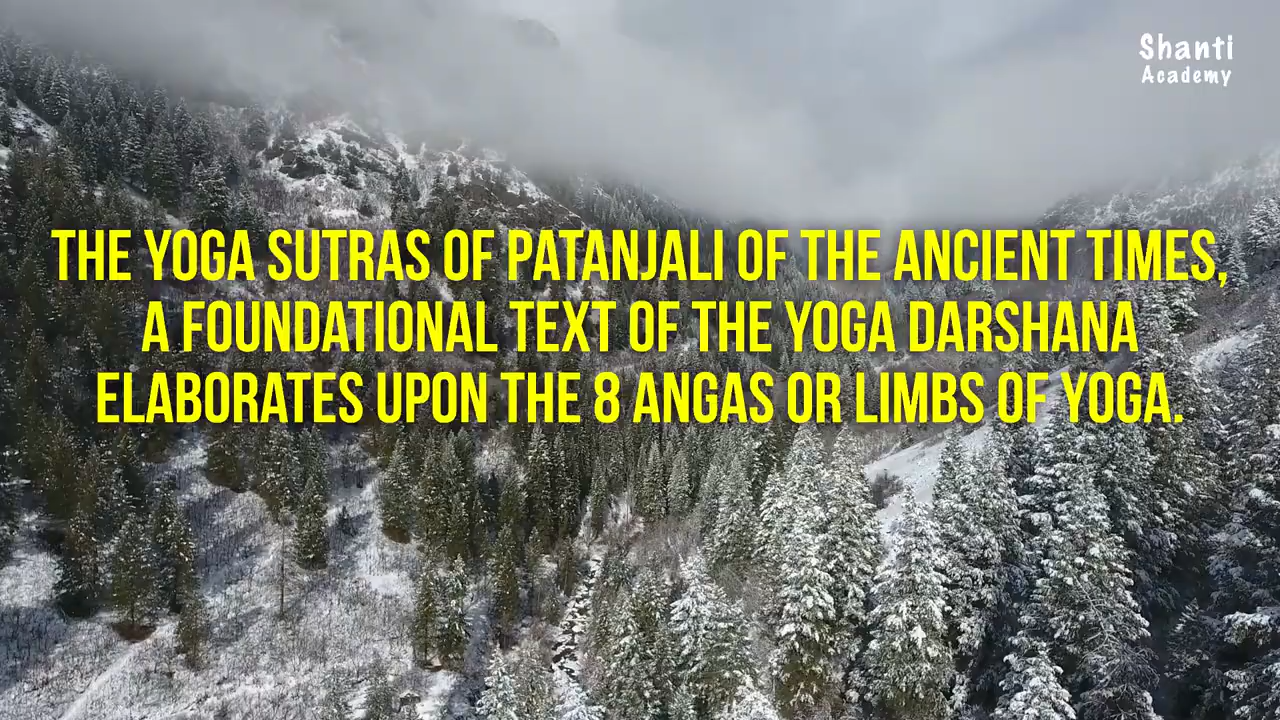 Shanti
Academy
THE YOGA SUTRAS OF PATANJALI OF THE ANCIENT TIMES,
A FOUNDATIONAL TEXT OF THE YOGA DARSHANA
ELABORATES UPON THE 8 ANGAS OR LIMBS OF YOGA.